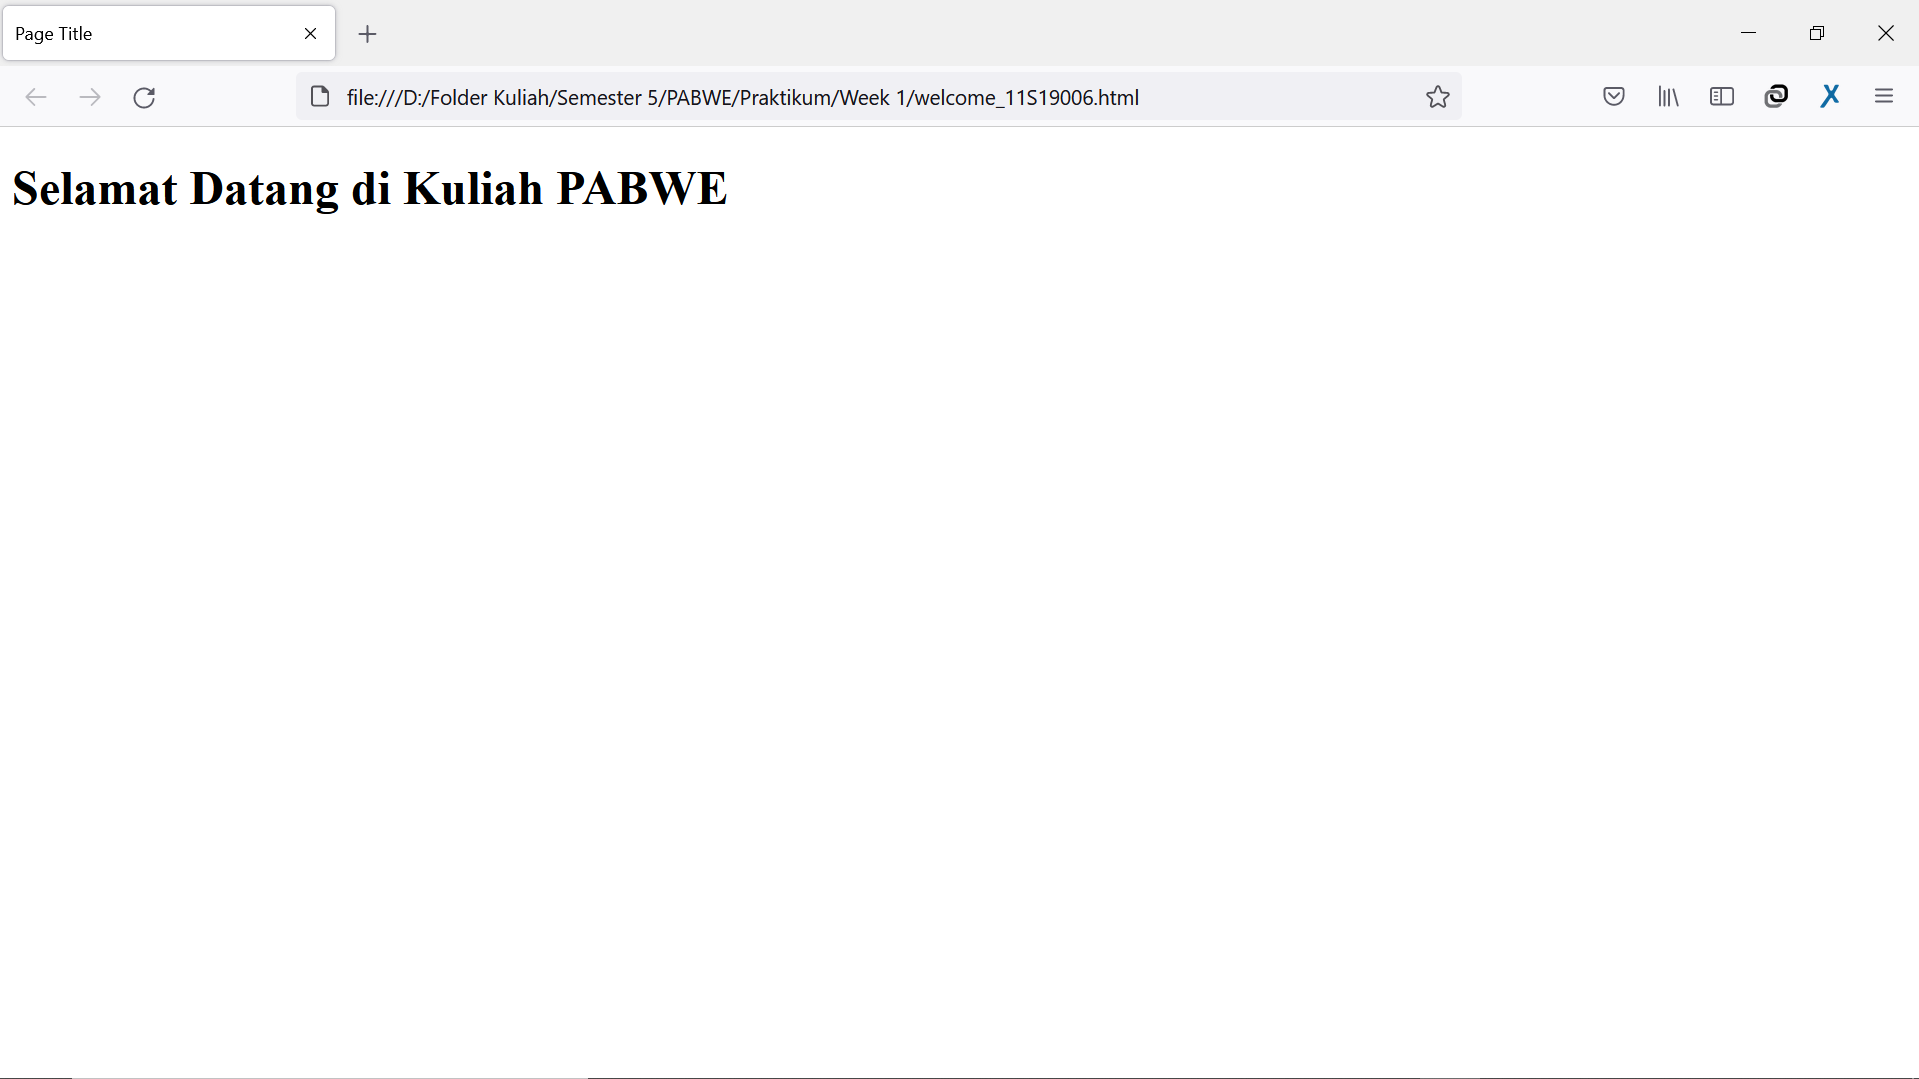 Page Title
file:///D:/Folder Kuliah/Semester 5/PABWE/Praktikum/Week 1/welcome_11S19006.html
Selamat Datang di Kuliah PABWE